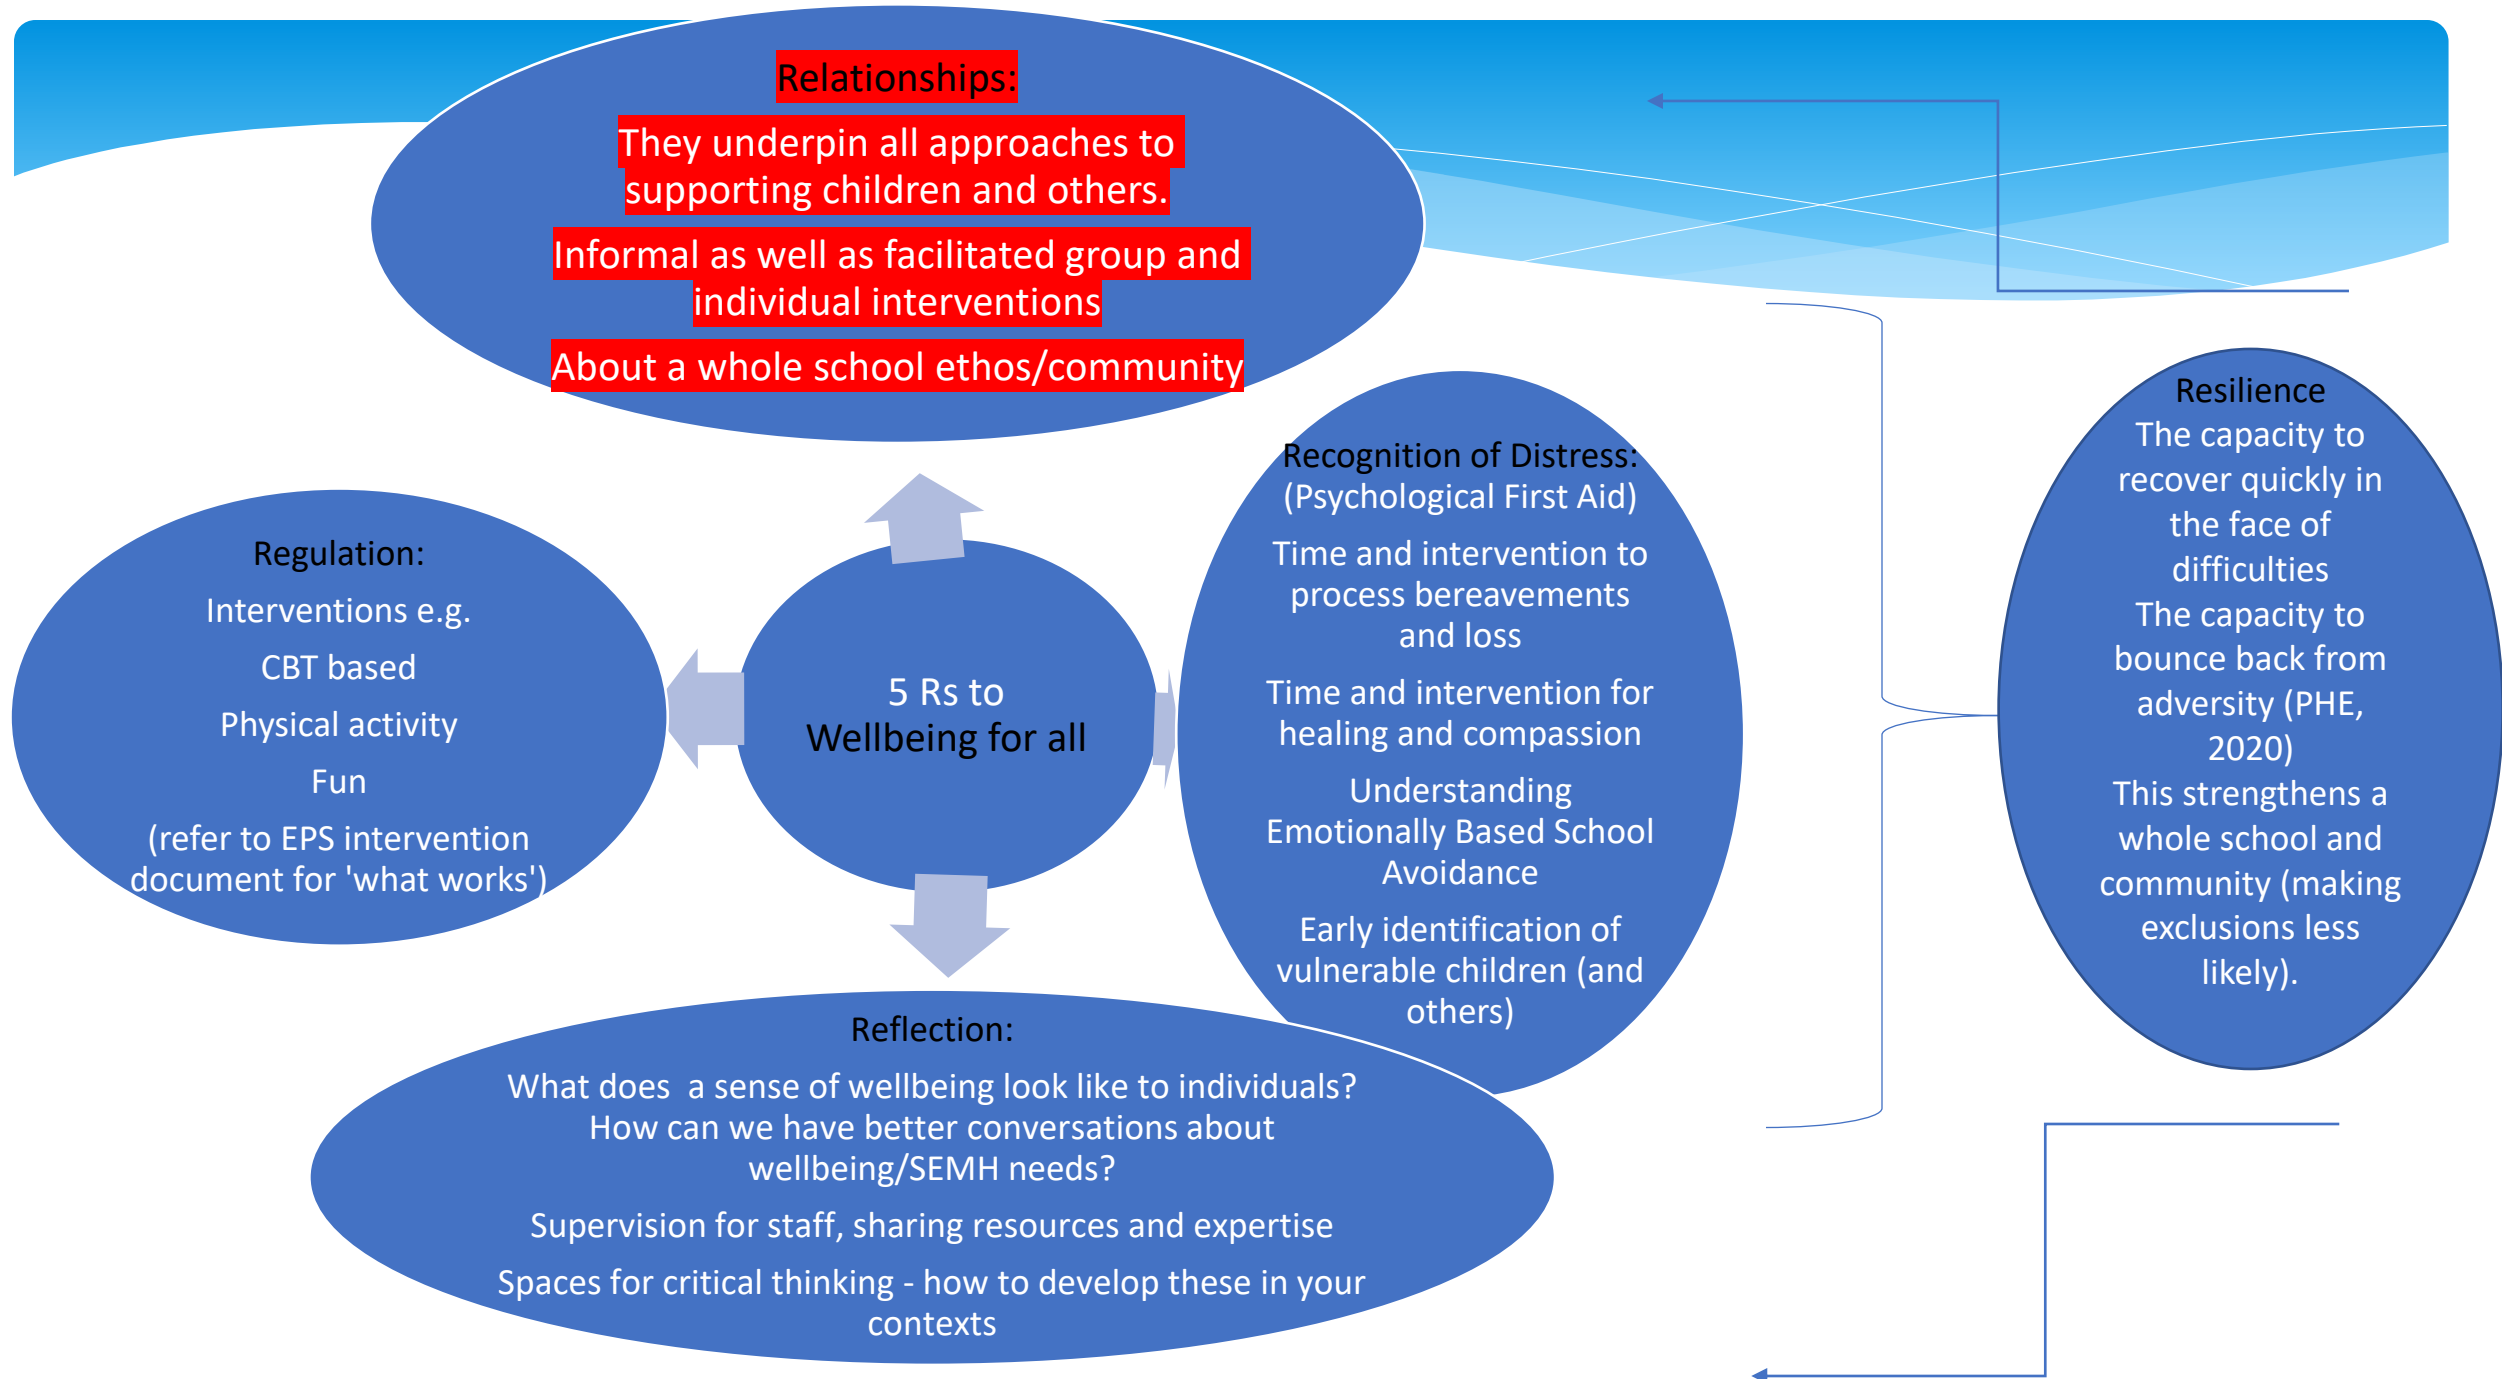 Relationships:
They underpin all approaches to
supporting children and others.
Informal as well as facilitated group and
individual interventions
About a whole school ethos/community
Recognition of Distress:
(Psychological First Aid)
Time and intervention to
process bereavements
and loss
Time and intervention for
healing and compassion
Understanding
Emotionally Based School
Avoidance
Early identification of
vulnerable children (and
others)
Resilience
The capacity to
recover quickly in
the face of
difficulties
The capacity to
bounce back from
adversity (PHE,
2020)
This strengthens a
whole school and
community (making
exclusions less
likely).
Regulation:
Interventions e.g.
CBT based
Physical activity
Fun
(refer to EPS intervention
document for 'what works')
5 Rs to
Wellbeing for all
Reflection:
What does  a sense of wellbeing look like to individuals?
How can we have better conversations about
wellbeing/SEMH needs?
Supervision for staff, sharing resources and expertise
Spaces for critical thinking - how to develop these in your
contexts